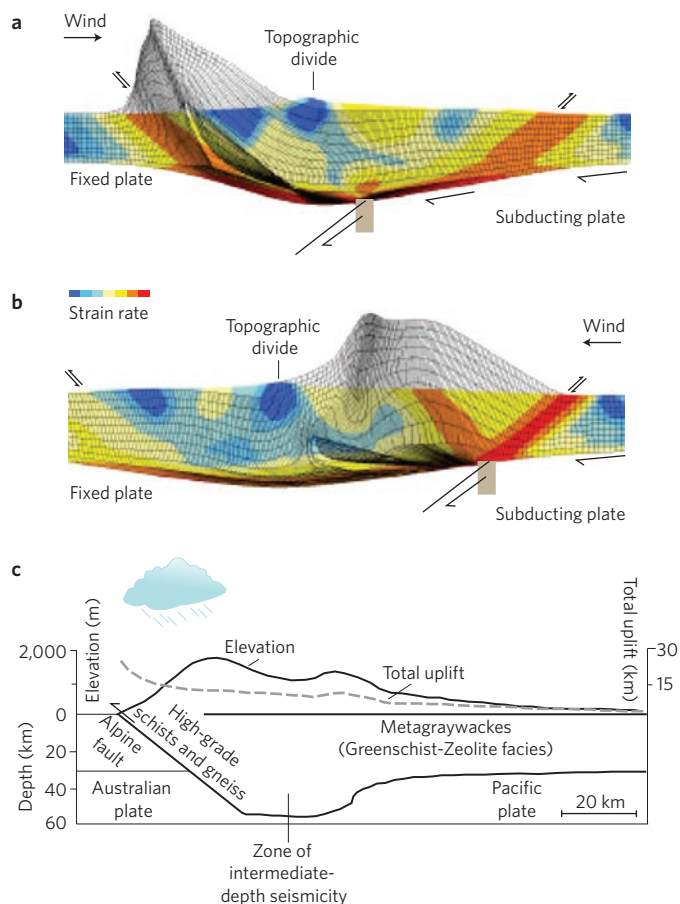 a
Wind
Topographic
divide
Fixed plate
Subducting plate
b
Strain rate
Topographic
divide
Wind
Fixed plate
Subducting plate
c
Elevation (m)
Total uplift (km)
2,000
0
20
40
60
Depth (km)
30
15
Elevation
Total uplift
High-grade
schists and gneiss
Alpine
fault
Metagraywackes
(Greenschist-Zeolite facies)
Australian
plate
Pacific
plate
20 km
Zone of
intermediate-
depth seismicity